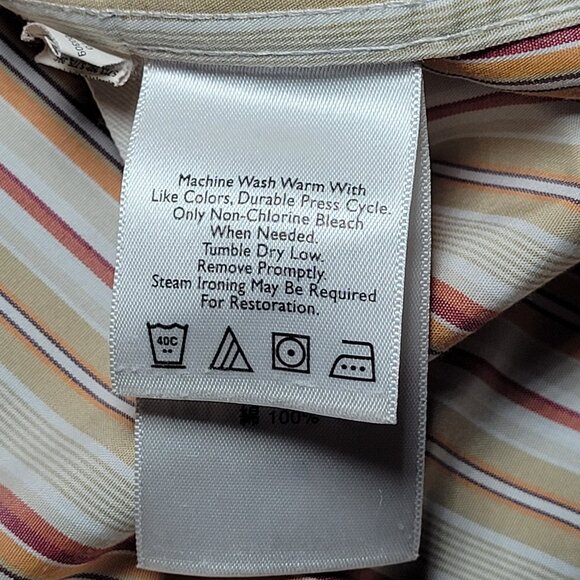 Machine Wash Warm With
Like Colors, Durable Press Cycle.
Only Non-Chlorine Bleach
When Needed.
Tumble Dry Low.
Remove Promptly.
Steam Ironing May Be Required
For Restoration.
40C
綿 100%